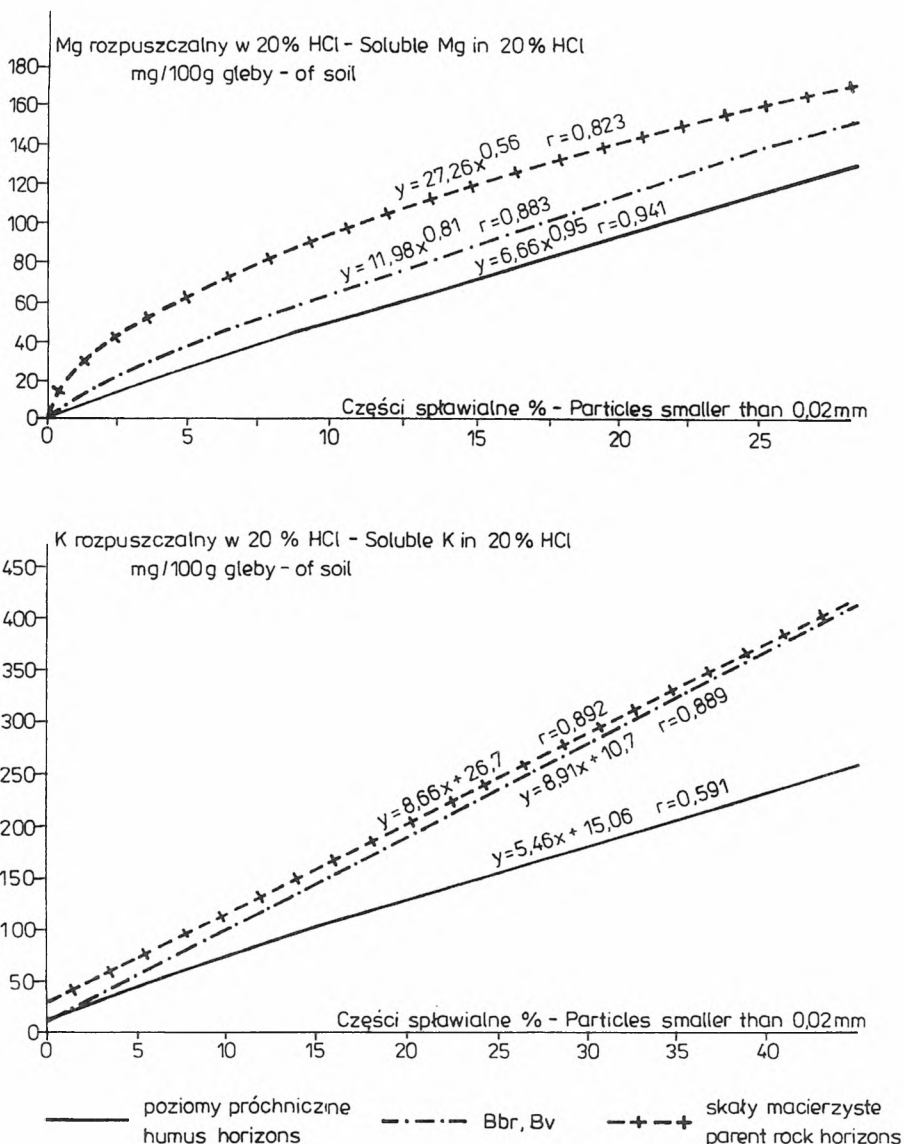 Mg rozpuszczalny w 20% HCl - Soluble Mg in 20% HCl
mg/100g gleby - of soil
180
160
140
120
100
80
60
40
20
0
y=27,26x^0,56 r=0,823
y=11,98x^0,81 r=0,883
y=6,66x^0,95 r=0,941
Części spławialne % - Particles smaller than 0,02mm
0 5 10 15 20 25
K rozpuszczalny w 20 % HCl - Soluble K in 20% HCl
mg/100g gleby - of soil
450
400
350
300
250
200
150
100
50
0
y=8,66x+26,7 r=0,892
y=8,91x+10,7 r=0,889
y=5,46x+15,06 r=0,591
Części spławialne % - Particles smaller than 0,02mm
0 5 10 15 20 25 30 35 40
poziomy próchniczne
humus horizons
Bbr, Bv
skały macierzyste
parent rock horizons